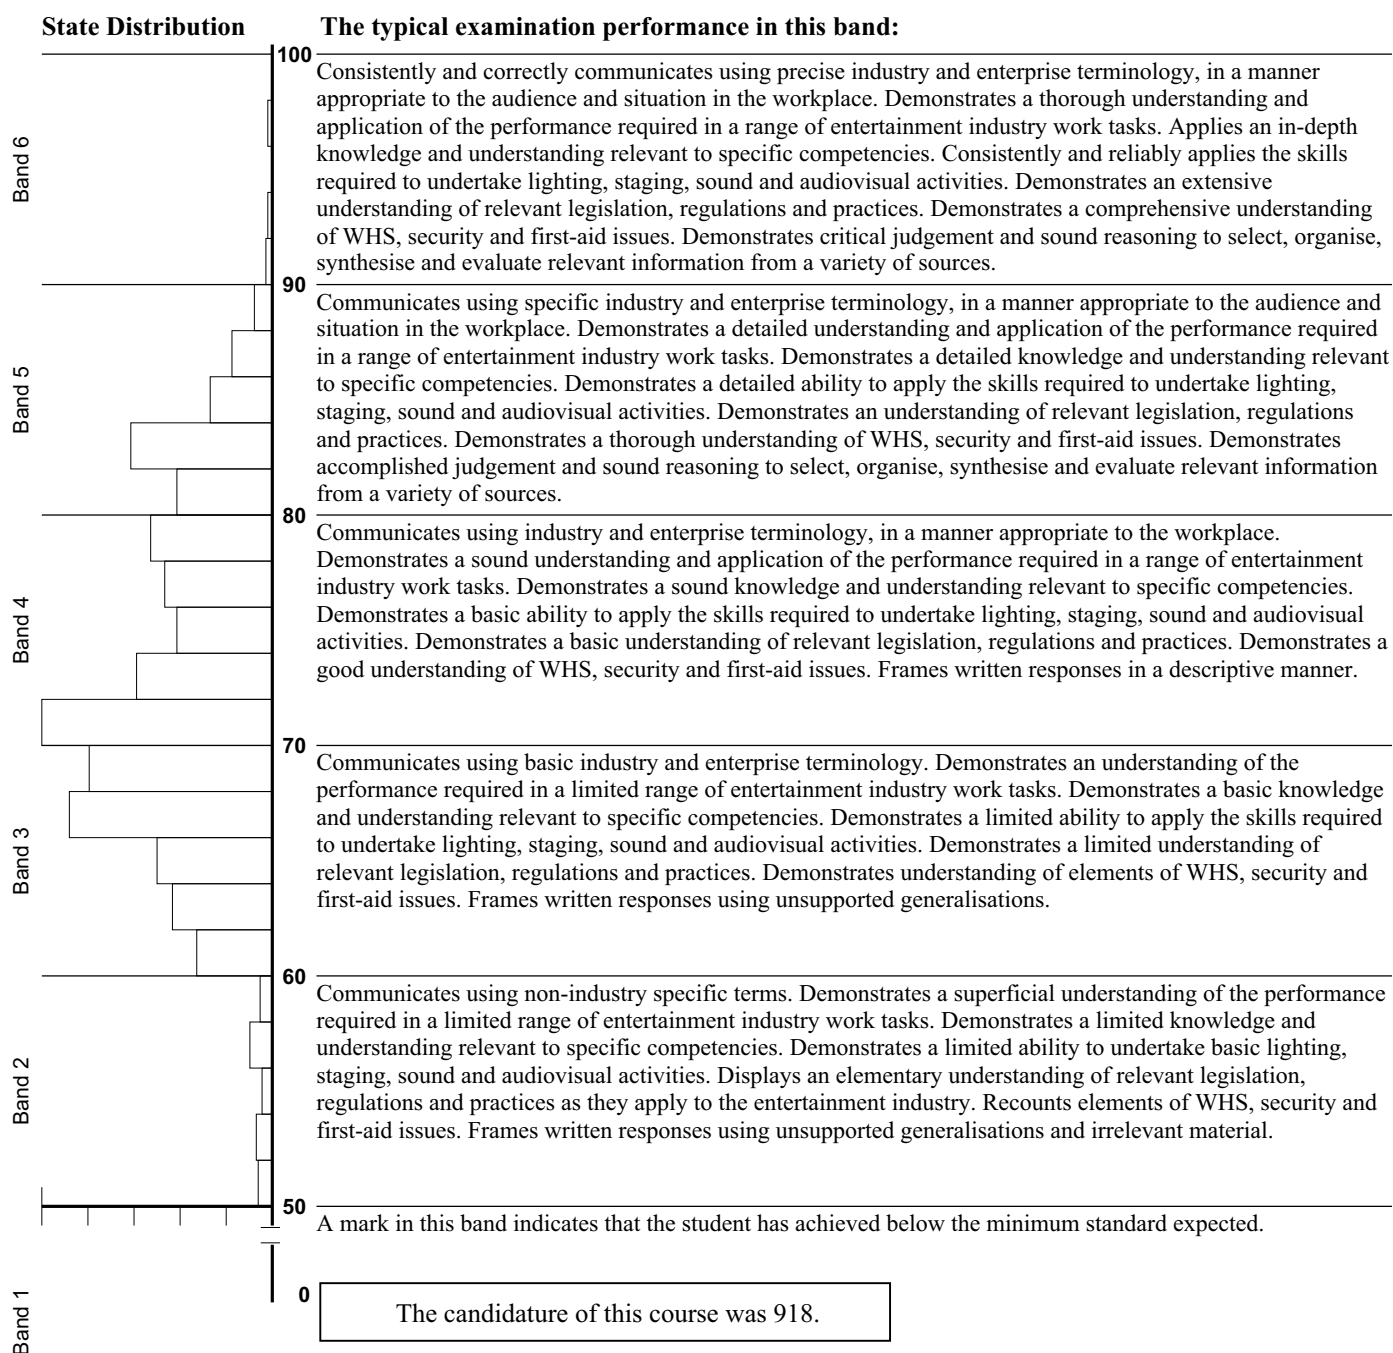 State Distribution
The typical examination performance in this band:
100
Band 6
Consistently and correctly communicates using precise industry and enterprise terminology, in a manner
appropriate to the audience and situation in the workplace. Demonstrates a thorough understanding and
application of the performance required in a range of entertainment industry work tasks. Applies an in-depth
knowledge and understanding relevant to specific competencies. Consistently and reliably applies the skills
required to undertake lighting, staging, sound and audiovisual activities. Demonstrates an extensive
understanding of relevant legislation, regulations and practices. Demonstrates a comprehensive understanding
of WHS, security and first-aid issues. Demonstrates critical judgement and sound reasoning to select, organise,
synthesise and evaluate relevant information from a variety of sources.
90
Band 5
Communicates using specific industry and enterprise terminology, in a manner appropriate to the audience and
situation in the workplace. Demonstrates a detailed understanding and application of the performance required
in a range of entertainment industry work tasks. Demonstrates a detailed knowledge and understanding relevant
to specific competencies. Demonstrates a detailed ability to apply the skills required to undertake lighting,
staging, sound and audiovisual activities. Demonstrates an understanding of relevant legislation, regulations
and practices. Demonstrates a thorough understanding of WHS, security and first-aid issues. Demonstrates
accomplished judgement and sound reasoning to select, organise, synthesise and evaluate relevant information
from a variety of sources.
80
Band 4
Communicates using industry and enterprise terminology, in a manner appropriate to the workplace.
Demonstrates a sound understanding and application of the performance required in a range of entertainment
industry work tasks. Demonstrates a sound knowledge and understanding relevant to specific competencies.
Demonstrates a basic ability to apply the skills required to undertake lighting, staging, sound and audiovisual
activities. Demonstrates a basic understanding of relevant legislation, regulations and practices. Demonstrates a
good understanding of WHS, security and first-aid issues. Frames written responses in a descriptive manner.
70
Band 3
Communicates using basic industry and enterprise terminology. Demonstrates an understanding of the
performance required in a limited range of entertainment industry work tasks. Demonstrates a basic knowledge
and understanding relevant to specific competencies. Demonstrates a limited ability to apply the skills required
to undertake lighting, staging, sound and audiovisual activities. Demonstrates a limited understanding of
relevant legislation, regulations and practices. Demonstrates understanding of elements of WHS, security and
first-aid issues. Frames written responses using unsupported generalisations.
60
Band 2
Communicates using non-industry specific terms. Demonstrates a superficial understanding of the performance
required in a limited range of entertainment industry work tasks. Demonstrates a limited knowledge and
understanding relevant to specific competencies. Demonstrates a limited ability to undertake basic lighting,
staging, sound and audiovisual activities. Displays an elementary understanding of relevant legislation,
regulations and practices as they apply to the entertainment industry. Recounts elements of WHS, security and
first-aid issues. Frames written responses using unsupported generalisations and irrelevant material.
50
A mark in this band indicates that the student has achieved below the minimum standard expected.
Band 1
0
The candidature of this course was 918.